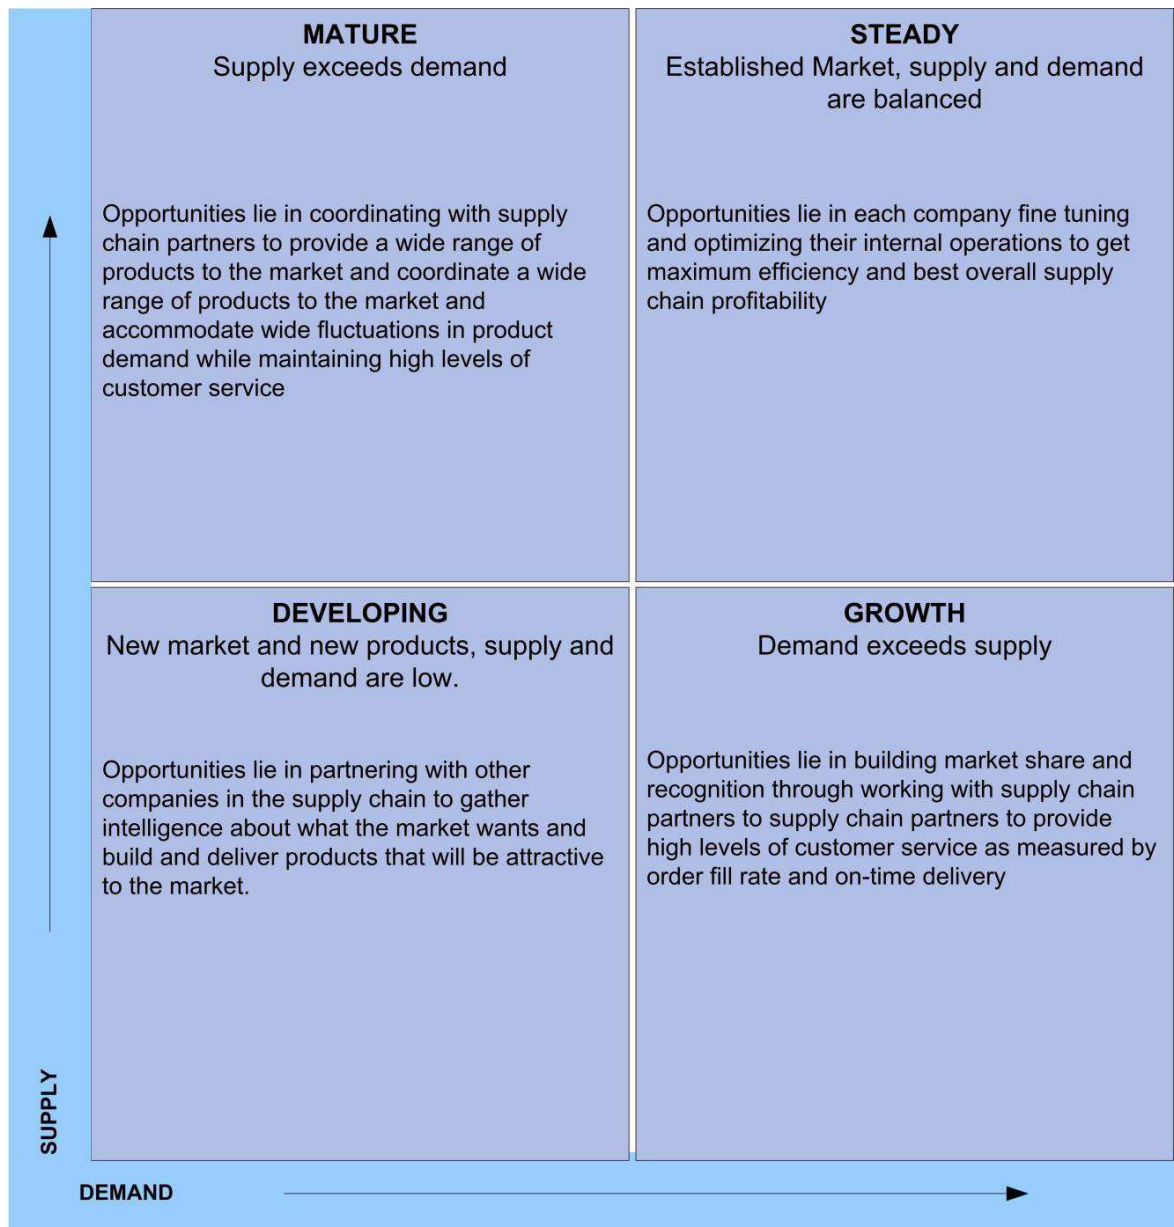 MATURE
Supply exceeds demand
Opportunities lie in coordinating with supply
chain partners to provide a wide range of
products to the market and coordinate a wide
range of products to the market and
accommodate wide fluctuations in product
demand while maintaining high levels of
customer service
STEADY
Established Market, supply and demand
are balanced
Opportunities lie in each company fine tuning
and optimizing their internal operations to get
maximum efficiency and best overall supply
chain profitability
DEVELOPING
New market and new products, supply and
demand are low.
Opportunities lie in partnering with other
companies in the supply chain to gather
intelligence about what the market wants and
build and deliver products that will be attractive
to the market.
GROWTH
Demand exceeds supply
Opportunities lie in building market share and
recognition through working with supply chain
partners to supply chain partners to provide
high levels of customer service as measured by
order fill rate and on-time delivery
SUPPLY
DEMAND